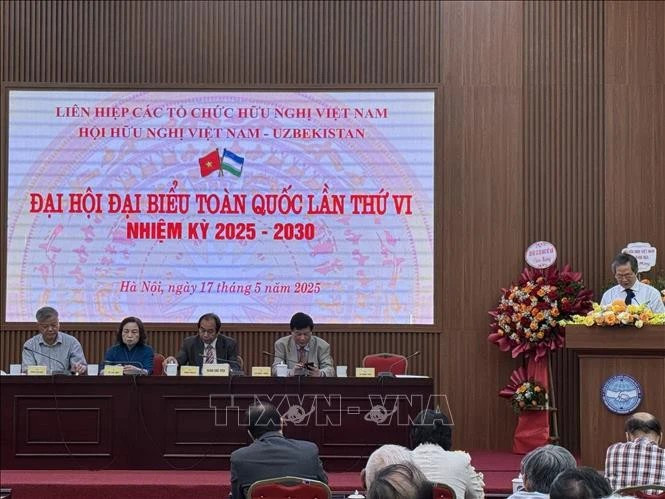 LIÊN HIỆP CÁC TỔ CHỨC HỮU NGHỊ VIỆT NAM
HỘI HỮU NGHỊ VIỆT NAM - UZBEKISTAN
ĐẠI HỘI ĐẠI BIỂU TOÀN QUỐC LẦN THỨ VI
NHIỆM KỲ 2025 - 2030
Hà Nội, ngày 17 tháng 5 năm 2025
TTXVN - VNA